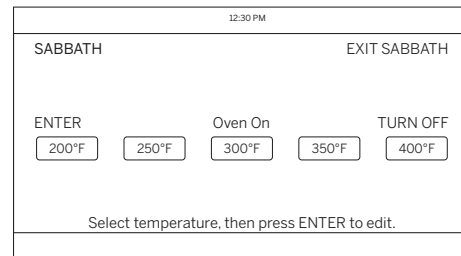 12:30 PM
SABBATH EXIT SABBATH
ENTER Oven On TURN OFF
200°F 250°F 300°F 350°F 400°F
Select temperature, then press ENTER to edit.